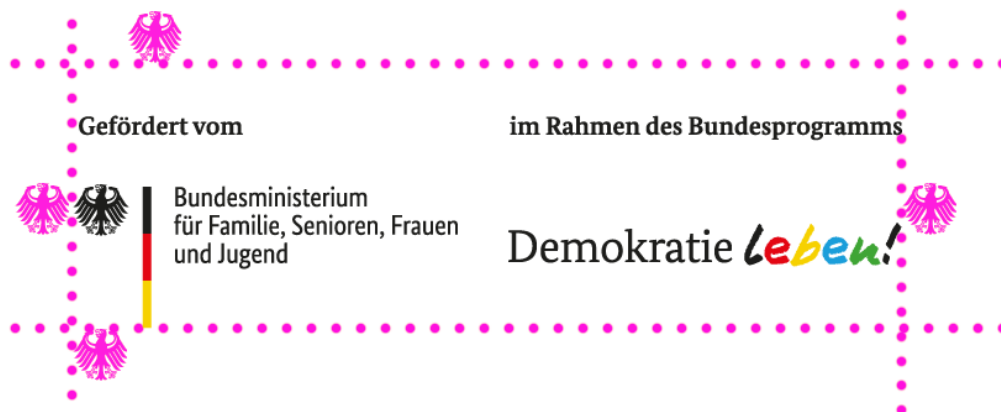 Gefördert vom
im Rahmen des Bundesprogramms
Bundesministerium
für Familie, Senioren, Frauen
und Jugend
Demokratie leben!